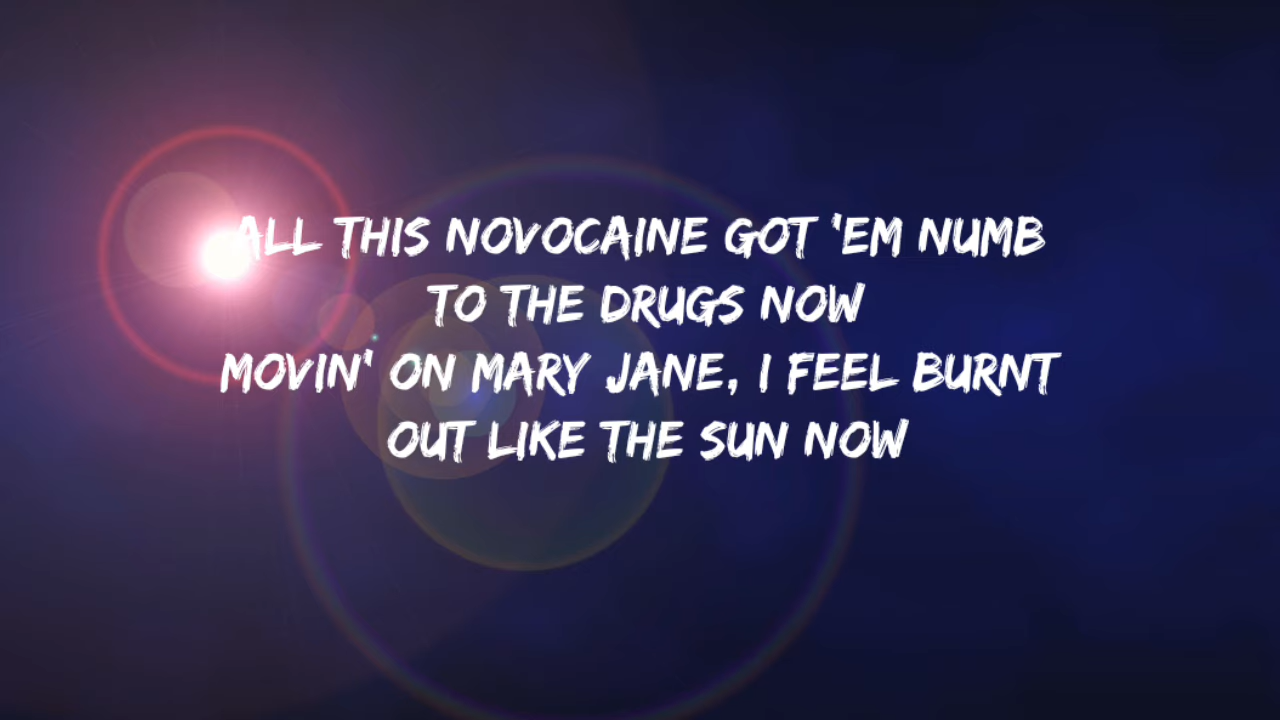 ALL THIS NOVOCAINE GOT 'EM NUMB
TO THE DRUGS NOW
MOVIN' ON MARY JANE, I FEEL BURNT
OUT LIKE THE SUN NOW